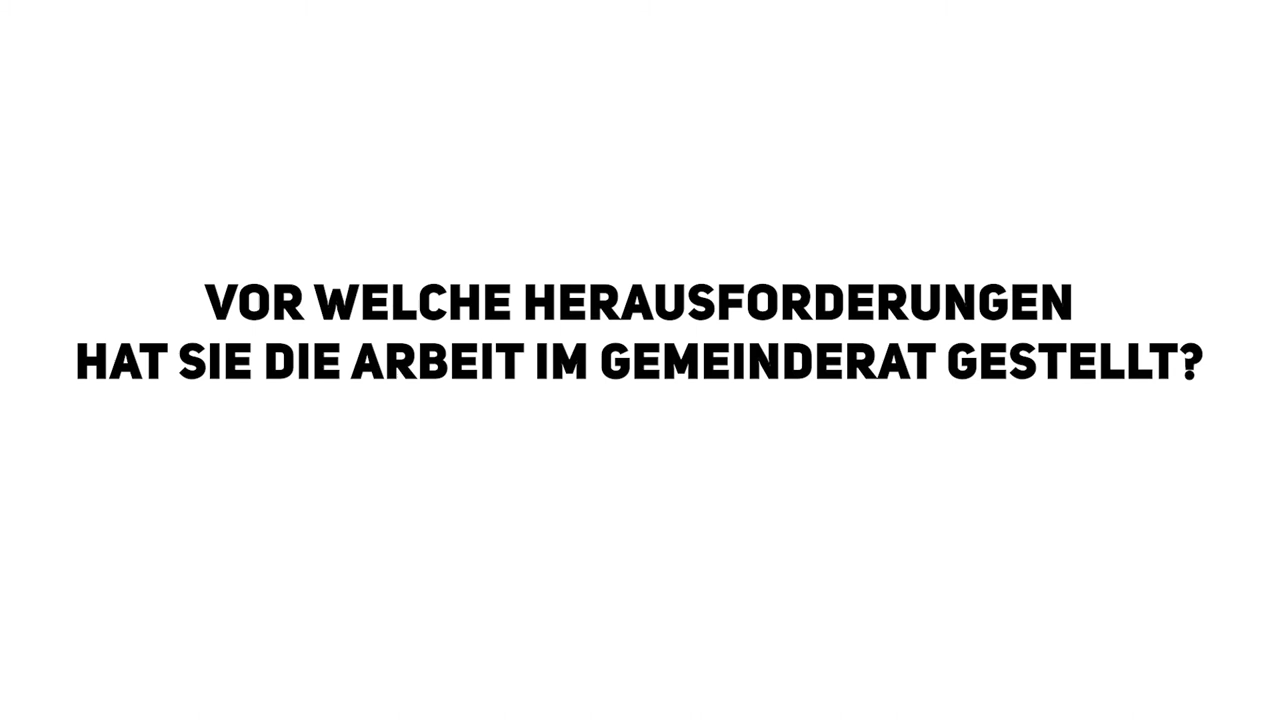 VOR WELCHE HERAUSFORDERUNGEN
HAT SIE DIE ARBEIT IM GEMEINDERAT GESTELLT?